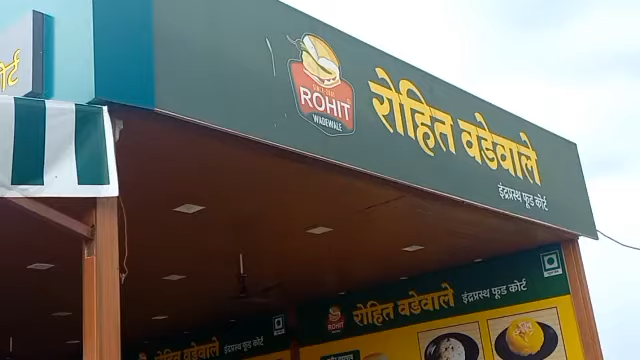 र्ट
ROHIT
WADEWALE
रोहित वडेवाले
इंद्रप्रस्थ फूड कोर्ट
ROHIT
रोहित वडेवाले इंद्रप्रस्थ फूड कोर्ट
रोहित वडेवाले इंद्रप्रस्थ फूड कोर्ट